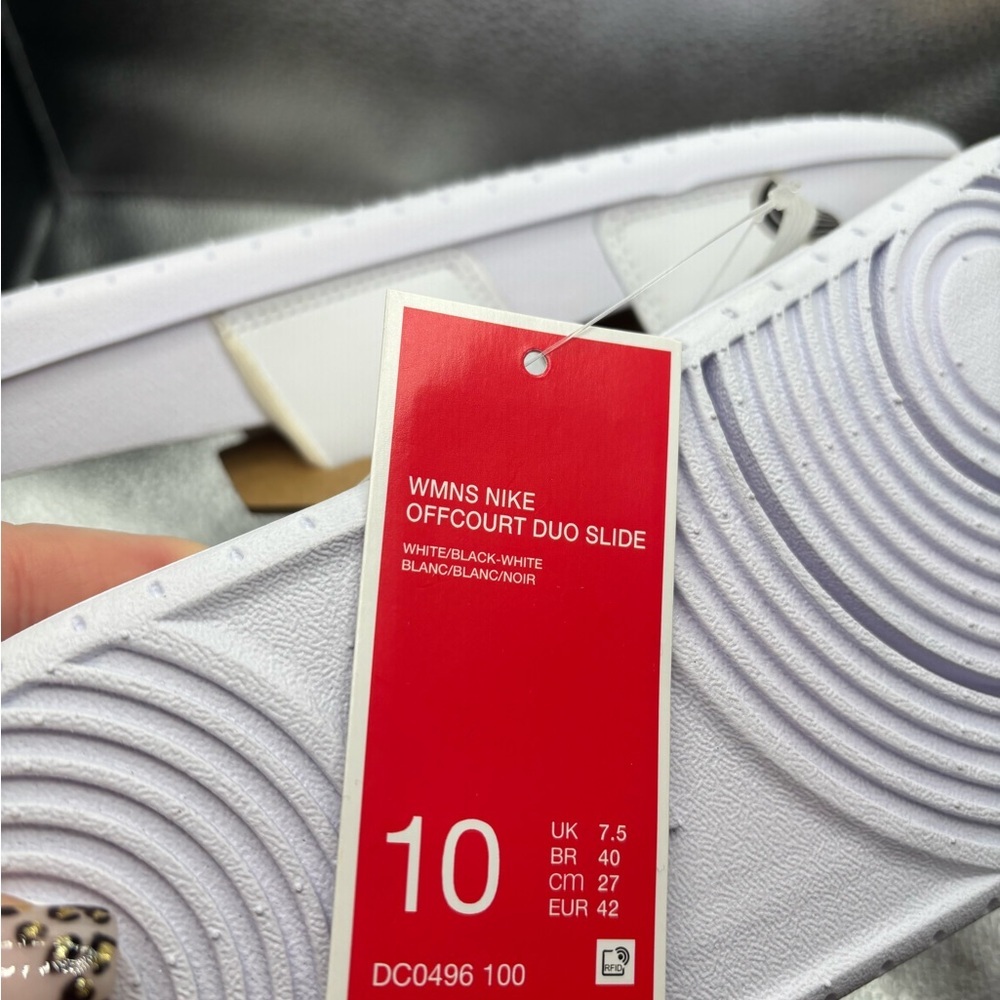 WMNS NIKE
OFFCOURT DUO SLIDE
WHITE/BLACK-WHITE
BLANC/BLANC/NOIR
10
UK 7.5
BR 40
cm 27
EUR 42
RFID
DC0496 100